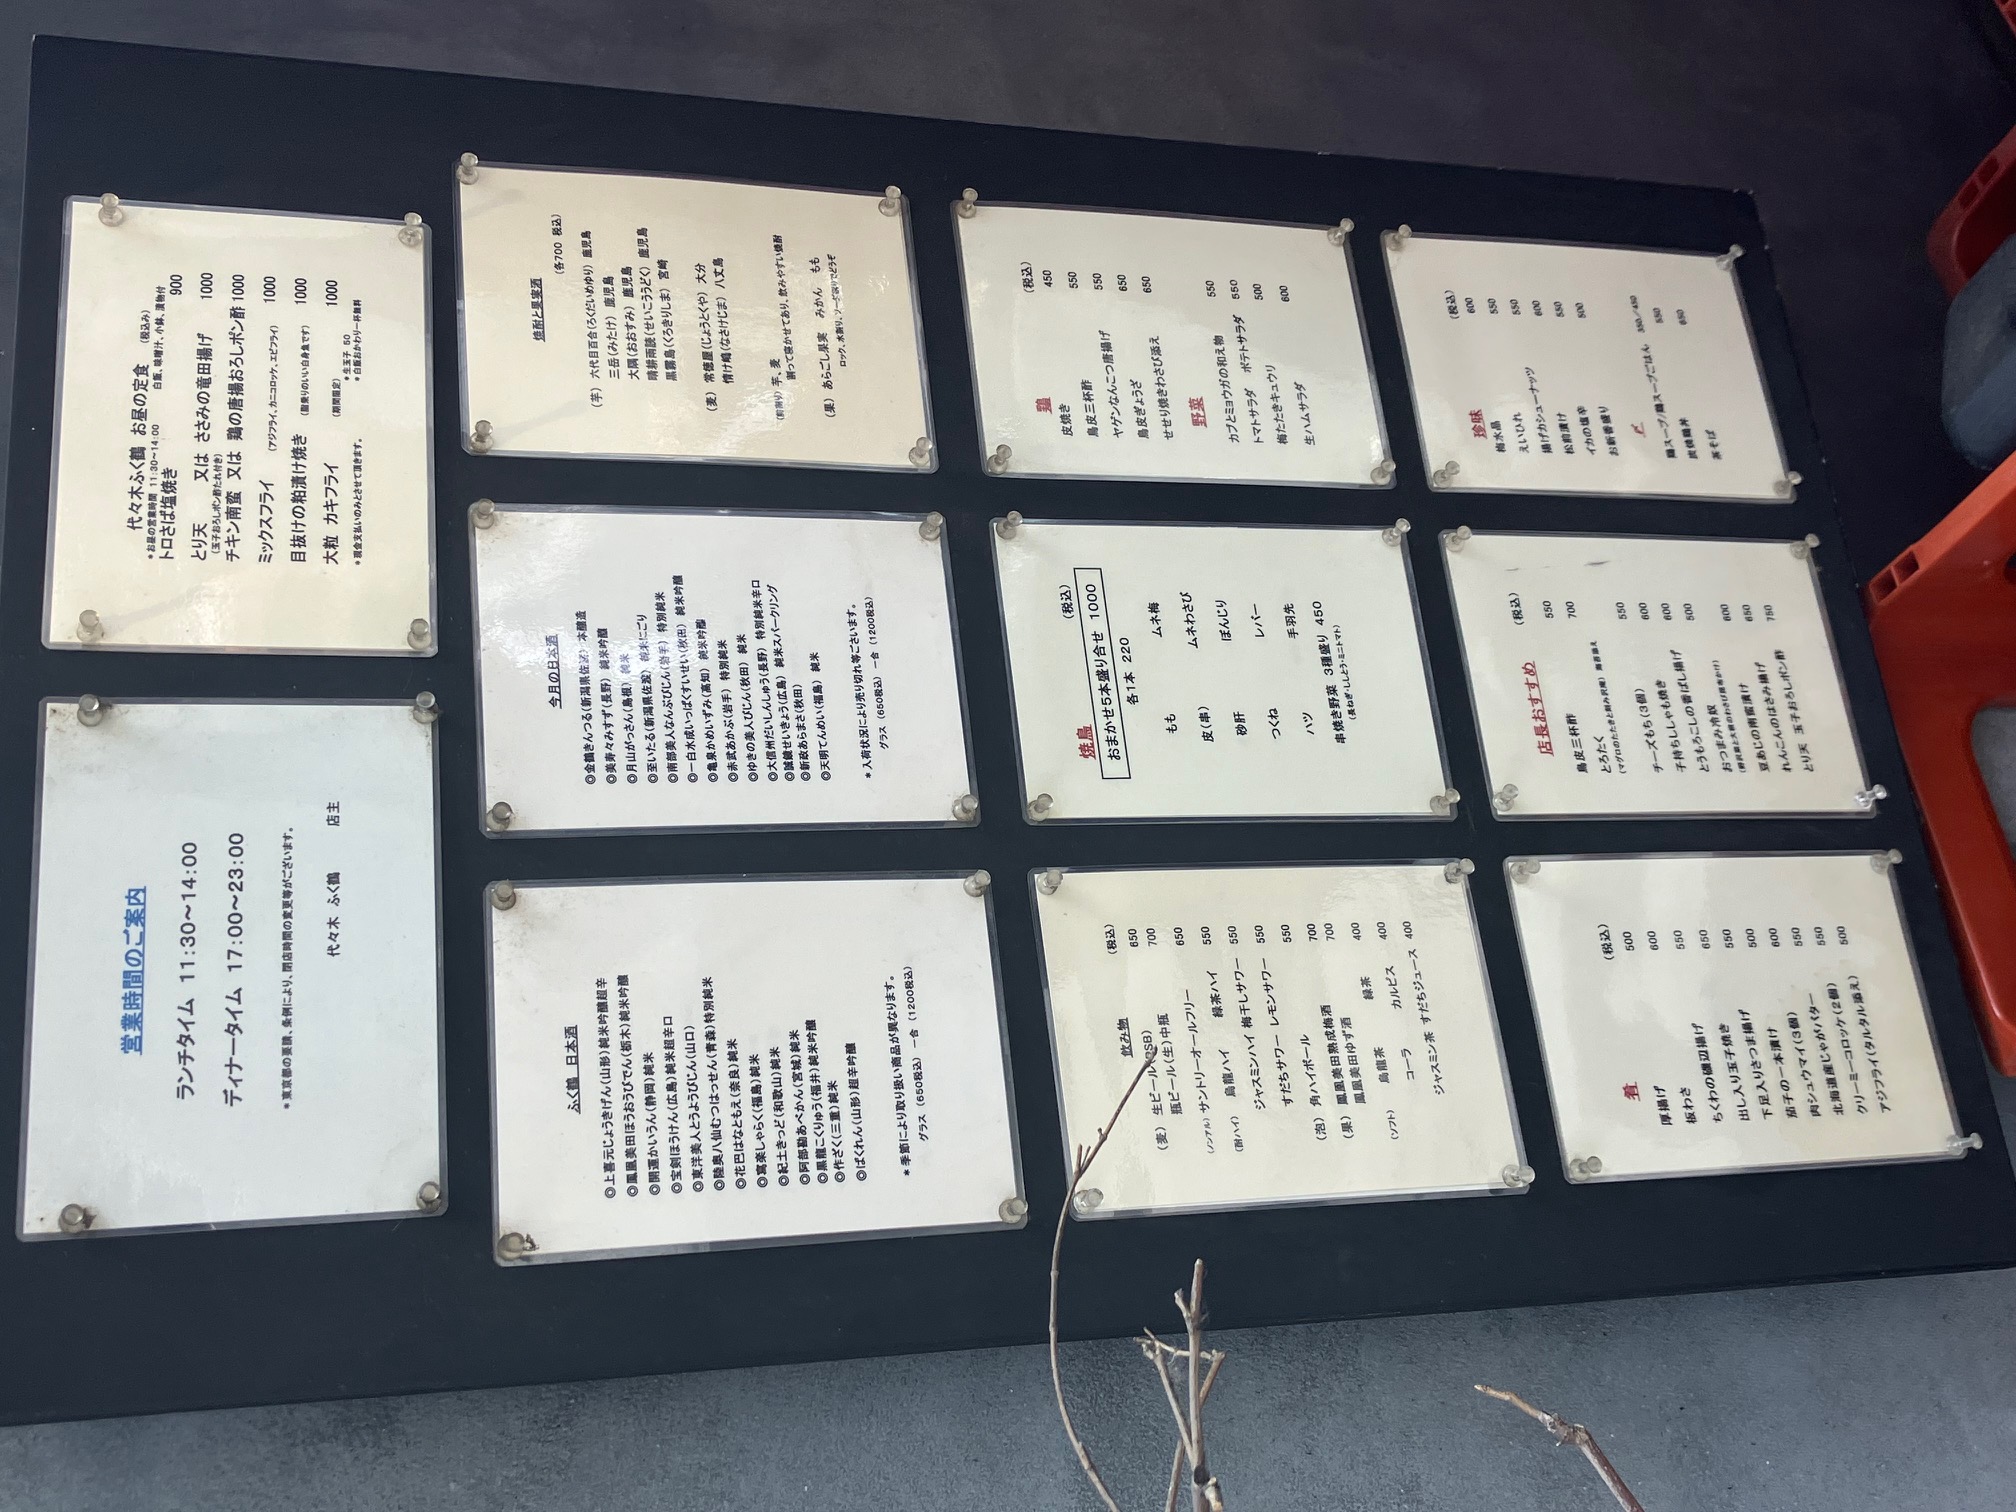 営業時間のご案内
ランチタイム 11:30～14:00
ディナータイム 17:00～23:00
＊東京都の要請、条例により、閉店時間の変更等がございます。
代々木 ふく鶴 店主
代々木ふく鶴 お昼の定食 (税込み)
＊お昼の営業時間 11:30～14:00 白飯、味噌汁、小鉢、漬物付
トロさば塩焼き 900
とり天 又は ささみの竜田揚げ 1000
(玉子おろしポン酢たれ付き)
チキン南蛮 又は 鶏の唐揚おろしポン酢 1000
ミックスフライ (アジフライ、カニコロッケ、エビフライ) 1000
目抜けの粕漬け焼き (脂乗りのいい白身魚です) 1000
大粒 カキフライ (期間限定) 1000
＊生玉子 50
＊現金支払いのみとさせて頂きます。 ＊白飯おかわり一杯無料
ふく鶴 日本酒
◎上喜元じょうきげん(山形)純米吟醸超辛
◎鳳凰美田ほうおうびでん(栃木)純米吟醸
◎開運かいうん(静岡)純米
◎宝剣ほうけん(広島)純米超辛口
◎東洋美人とうようびじん(山口)
◎陸奥八仙むつはっせん(青森)特別純米
◎花巴はなともえ(奈良)純米
◎寫楽しゃらく(福島)純米
◎紀土きっど(和歌山)純米
◎阿部勘あべかん(宮城)純米
◎黒龍こくりゅう(福井)純米吟醸
◎作ざく(三重)純米
◎ばくれん(山形)超辛吟醸
＊季節により取り扱い商品が異なります。
グラス (650税込) 一合 (1200税込)
今月の日本酒
◎金鶴きんつる(新潟県佐渡) 本醸造
◎美寿々みすず(長野) 純米吟醸
◎月山がっさん(島根) 純米
◎至いたる(新潟県佐渡) 純米にごり
◎南部美人なんぶびじん(岩手) 特別純米
◎一白水成いっぱくすいせい(秋田) 純米吟醸
◎亀泉かめいずみ(高知) 純米吟醸
◎赤武あかぶ(岩手) 特別純米
◎ゆきの美人びじん(秋田) 純米
◎大信州だいしんしゅう(長野) 特別純米辛口
◎誠鏡せいきょう(広島) 純米スパークリング
◎新政あらまさ(秋田)
◎天明てんめい(福島) 純米
＊入荷状況により売り切れ等ございます。
グラス (650税込) 一合 (1200税込)
焼酎と果実酒
(各700 税込)
(芋) 六代目百合(ろくだいめゆり) 鹿児島
三岳(みたけ) 鹿児島
大隅(おおすみ) 鹿児島
晴耕雨読(せいこううどく) 鹿児島
黒霧島(くろきりしま) 宮崎
(麦) 常徳屋(じょうとくや) 大分
情け嶋(なさけじま) 八丈島
(前割り) 芋、麦
割って寝かせてあり、飲みやすい焼酎
(果) あらごし果実 みかん もも
ロック、水割り、ソーダ割りでどうぞ
飲み物 (税込)
(麦) 生ビール(PSB) 650
瓶ビール(生)中瓶 700
(ノンアル) サントリーオールフリー 650
(酎ハイ) 烏龍ハイ 緑茶ハイ 550
ジャスミンハイ 梅干しサワー 550
すだちサワー レモンサワー 550
(泡) 角ハイボール 550
(果) 鳳凰美田熟成梅酒 700
鳳凰美田ゆず酒 700
(ソフト) 烏龍茶 緑茶 400
コーラ カルピス 400
ジャスミン茶 すだちジュース 400
焼鳥 (税込)
おまかせ5本盛り合せ 1000
各1本 220
もも ムネ梅
皮(串) ムネわさび
砂肝 ぼんじり
つくね レバー
ハツ 手羽先
串焼き野菜 3種盛り 450
(長ねぎ・ししとう・ミニトマト)
鶏 (税込)
皮焼き 450
鳥皮三杯酢 550
ヤゲンなんこつ唐揚げ 550
鳥皮ぎょうざ 650
せせり焼きわさび添え 650
野菜
カブとミョウガの和え物 550
トマトサラダ ポテトサラダ 550
梅たたきキュウリ 500
生ハムサラダ 600
肴 (税込)
厚揚げ 500
板わさ 600
ちくわの磯辺揚げ 550
出し入り玉子焼き 650
下足入りさつま揚げ 550
茄子の一本漬け 500
肉シュウマイ(3個) 600
北海道産じゃがバター 550
クリーミーコロッケ(2個) 550
アジフライ(タルタル添え) 500
店長おすすめ (税込)
鳥皮三杯酢 550
とろたく 700
(マグロのたたきと刻み沢庵) 海苔添え
チーズもち(3個) 550
子持ちししゃも焼き 600
とうもろこしの香ばし揚げ 600
おつまみ冷奴 500
(野沢菜と大根のわさび昆布かけ)
豆あじの南蛮漬け 600
れんこんのはさみ揚げ 650
とり天 玉子おろしポン酢 750
珍味 (税込)
梅水晶 600
えいひれ 550
揚げカシューナッツ 550
松前漬け 600
イカの塩辛 550
お新香盛り 500
〆
鶏スープ/鶏スープごはん 350/450
炭焼鶏丼 550
茶そば 650